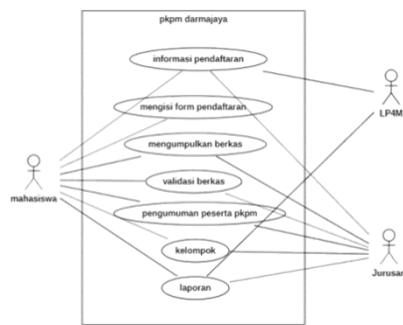 pkpm darmajaya
informasi pendaftaran
mengisi form pendaftaran
mengumpulkan berkas
validasi berkas
pengumuman peserta pkpm
kelompok
laporan
mahasiswa
LP4M
Jurusan